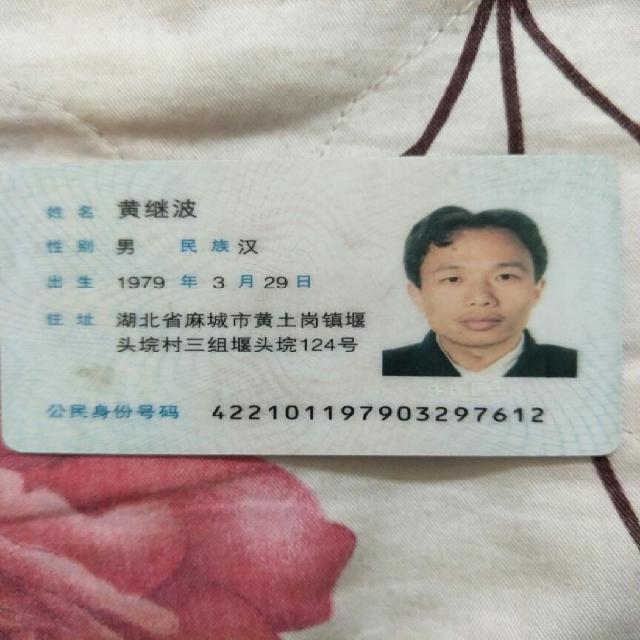 姓名 黄继波
性别 男 民族 汉
出生 1979 年 3 月 29 日
住址 湖北省麻城市黄土岗镇堰
头垸村三组堰头垸124号
公民身份号码 422101197903297612